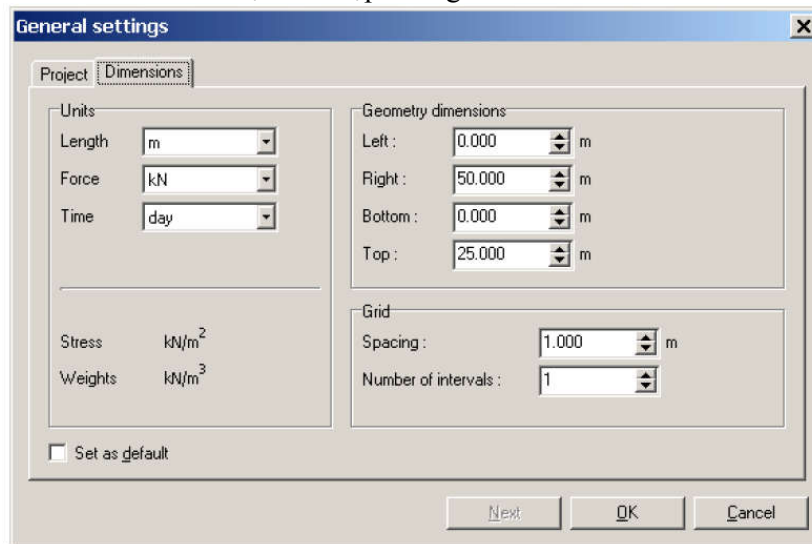 General settings
Project Dimensions
Units
Length m
Force kN
Time day
Stress kN/m²
Weights kN/m³
Geometry dimensions
Left : 0.000 m
Right : 50.000 m
Bottom : 0.000 m
Top : 25.000 m
Grid
Spacing : 1.000 m
Number of intervals : 1
Set as default
Next OK Cancel